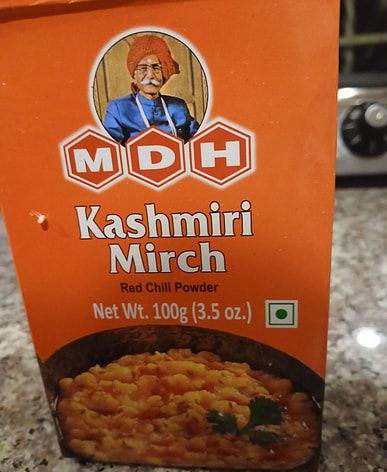 MDH
Kashmiri
Mirch
Red Chili Powder
Net Wt. 100g (3.5 oz.)